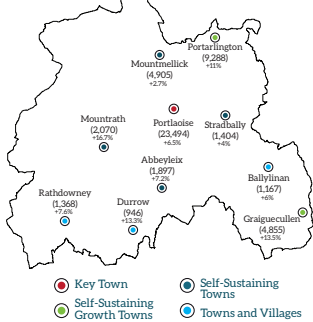 Portarlington
(9,288)
+11%
Mountmellick
(4,905)
+2.7%
Mountrath
(2,070)
+16.7%
Portlaoise
(23,494)
+6.5%
Stradbally
(1,404)
+4%
Abbeyleix
(1,897)
+7.2%
Ballylinan
(1,167)
+6%
Rathdowney
(1,368)
+7.6%
Durrow
(946)
+13.3%
Graiguecullen
(4,855)
+13.5%
Key Town
Self-Sustaining
Towns
Self-Sustaining
Growth Towns
Towns and Villages